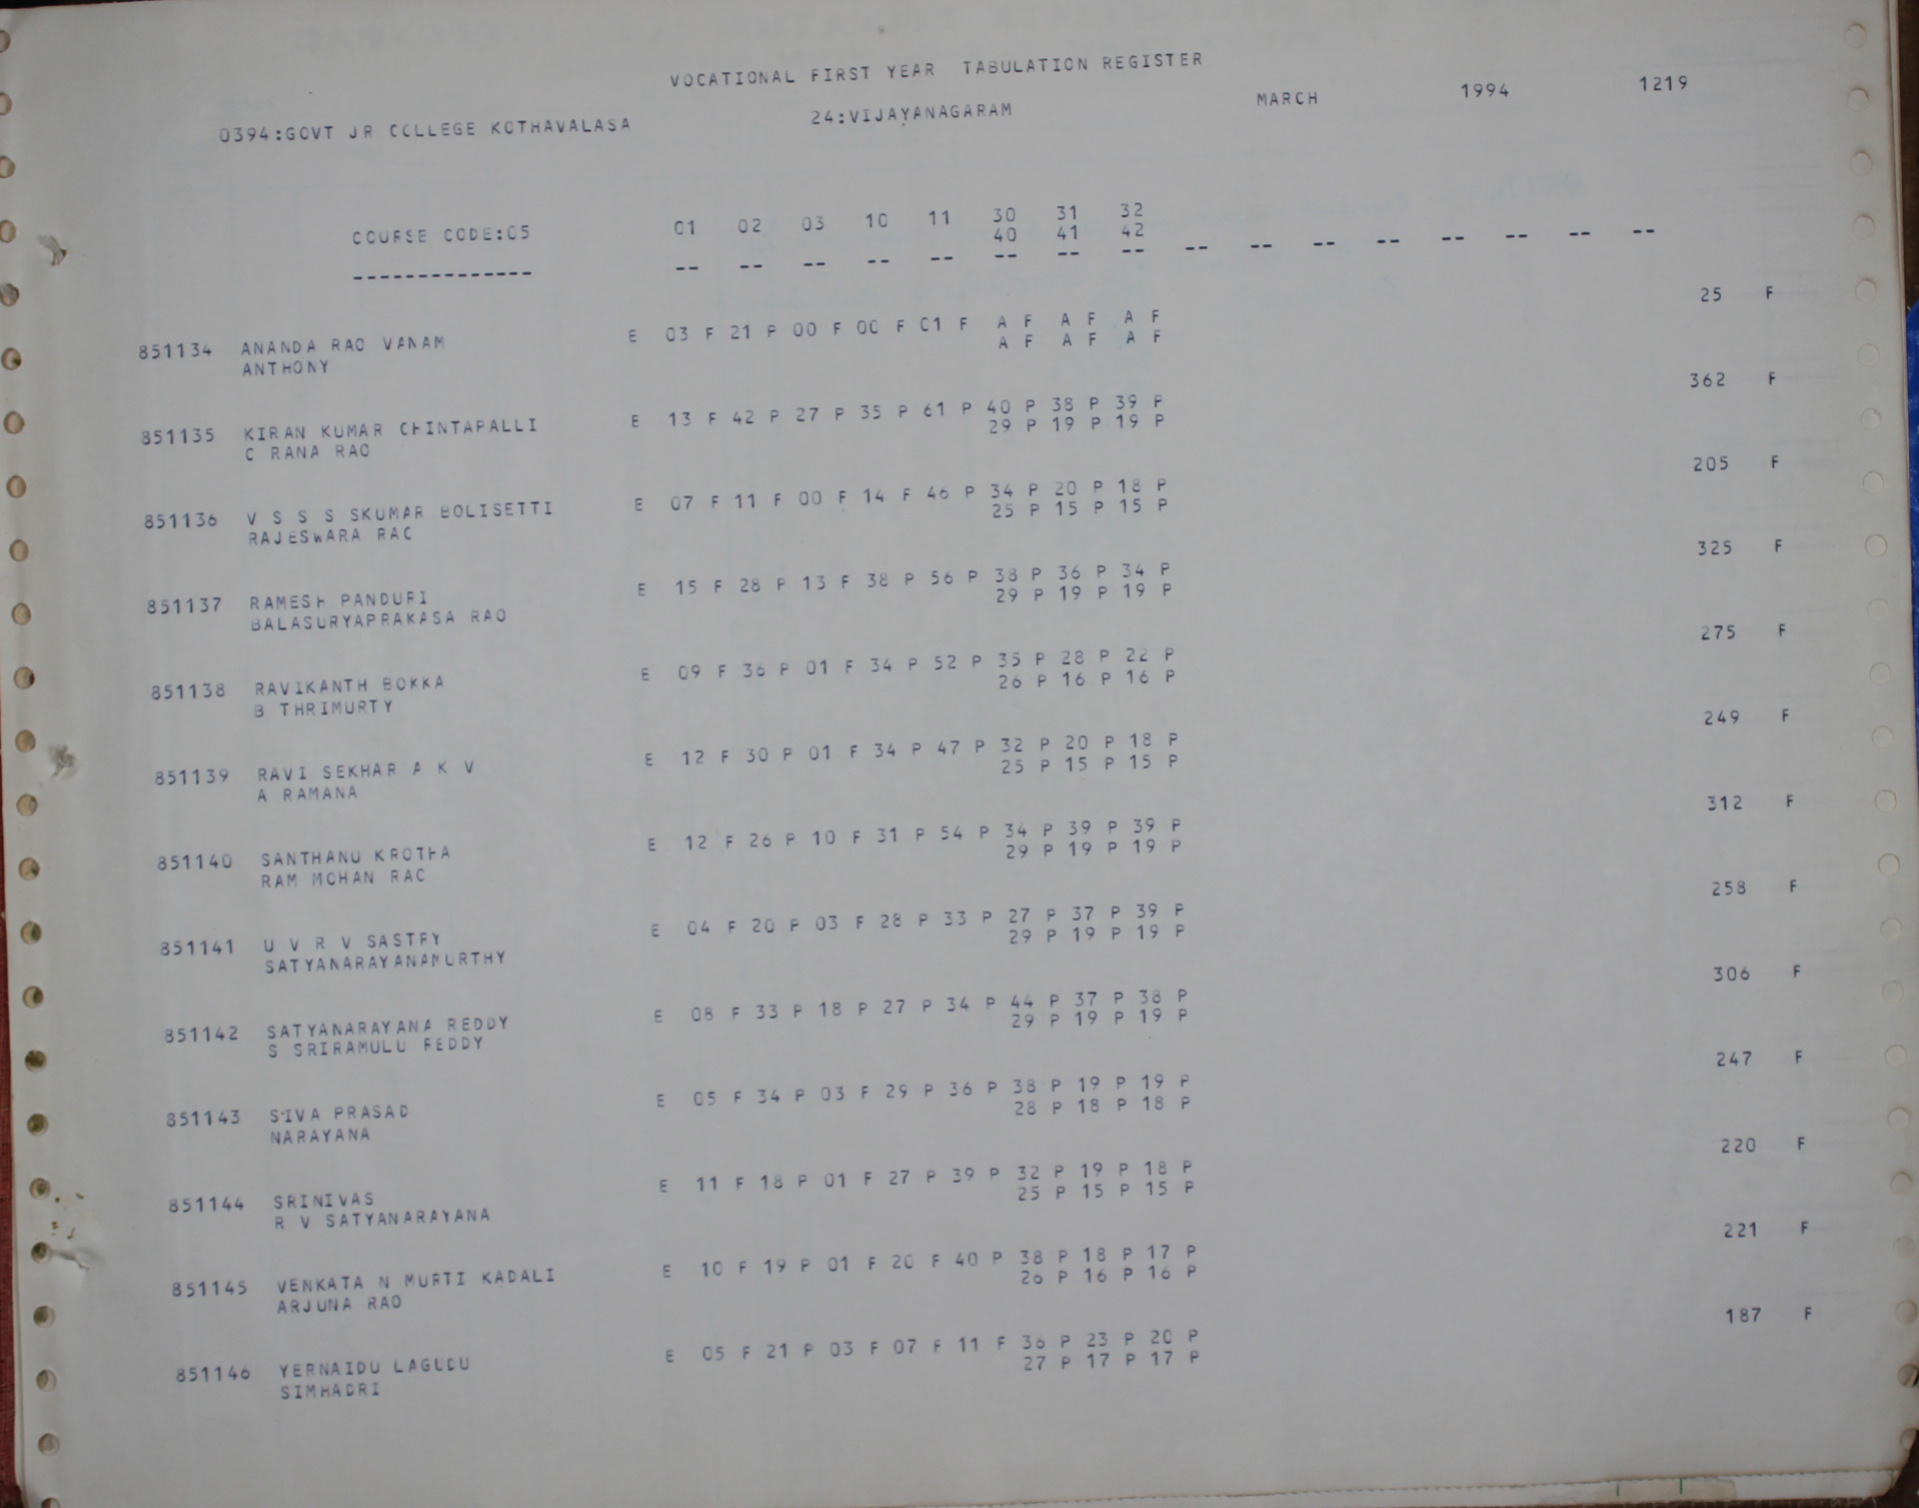 VOCATIONAL FIRST YEAR TABULATION REGISTER
0394:GOVT JR COLLEGE KOTHAVALASA 24:VIJAYANAGARAM MARCH 1994 1219
COURSE CODE:05 01 02 03 10 11 30 31 32
40 41 42
-------------- -- -- -- -- -- -- -- -- -- -- -- -- -- -- -- --
851134 ANANDA RAO VANAM E 03 F 21 P 00 F 00 F 01 F A F A F A F 25 F
ANTHONY A F A F A F
851135 KIRAN KUMAR CHINTAPALLI E 13 F 42 P 27 P 35 P 61 P 40 P 38 P 39 P 362 F
C RANA RAO 29 P 19 P 19 P
851136 V S S S SKUMAR BOLISETTI E 07 F 11 F 00 F 14 F 46 P 34 P 20 P 18 P 205 F
RAJESWARA RAO 25 P 15 P 15 P
851137 RAMESH PANDURI E 15 F 28 P 13 F 38 P 56 P 38 P 36 P 34 P 325 F
BALASURYAPRAKASA RAO 29 P 19 P 19 P
851138 RAVIKANTH BOKKA E 09 F 36 P 01 F 34 P 52 P 35 P 28 P 22 P 275 F
B THRIMURTY 26 P 16 P 16 P
851139 RAVI SEKHAR A K V E 12 F 30 P 01 F 34 P 47 P 32 P 20 P 18 P 249 F
A RAMANA 25 P 15 P 15 P
851140 SANTHANU KROTHA E 12 F 26 P 10 F 31 P 54 P 34 P 39 P 39 P 312 F
RAM MOHAN RAO 29 P 19 P 19 P
851141 U V R V SASTRY E 04 F 20 P 03 F 28 P 33 P 27 P 37 P 39 P 258 F
SATYANARAYANAMURTHY 29 P 19 P 19 P
851142 SATYANARAYANA REDDY E 08 F 33 P 18 P 27 P 34 P 44 P 37 P 38 P 306 F
S SRIRAMULU REDDY 29 P 19 P 19 P
851143 SIVA PRASAD E 05 F 34 P 03 F 29 P 36 P 38 P 19 P 19 P 247 F
NARAYANA 28 P 18 P 18 P
851144 SRINIVAS E 11 F 18 P 01 F 27 P 39 P 32 P 19 P 18 P 220 F
R V SATYANARAYANA 25 P 15 P 15 P
851145 VENKATA N MURTI KADALI E 10 F 19 P 01 F 20 F 40 P 38 P 18 P 17 P 221 F
ARJUNA RAO 26 P 16 P 16 P
851146 YERNAIDU LAGUDU E 05 F 21 P 03 F 07 F 11 F 36 P 23 P 20 P 187 F
SIMHADRI 27 P 17 P 17 P